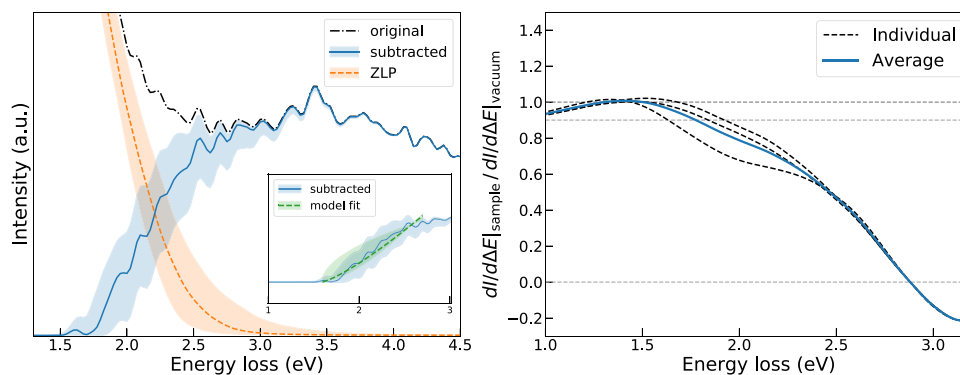 original
subtracted
ZLP
Intensity (a.u.)
subtracted
model fit
1 2 3
1.5 2.0 2.5 3.0 3.5 4.0 4.5
Energy loss (eV)
Individual
Average
dI/dΔE|sample / dI/dΔE|vacuum
1.4
1.2
1.0
0.8
0.6
0.4
0.2
0.0
−0.2
1.0 1.5 2.0 2.5 3.0
Energy loss (eV)